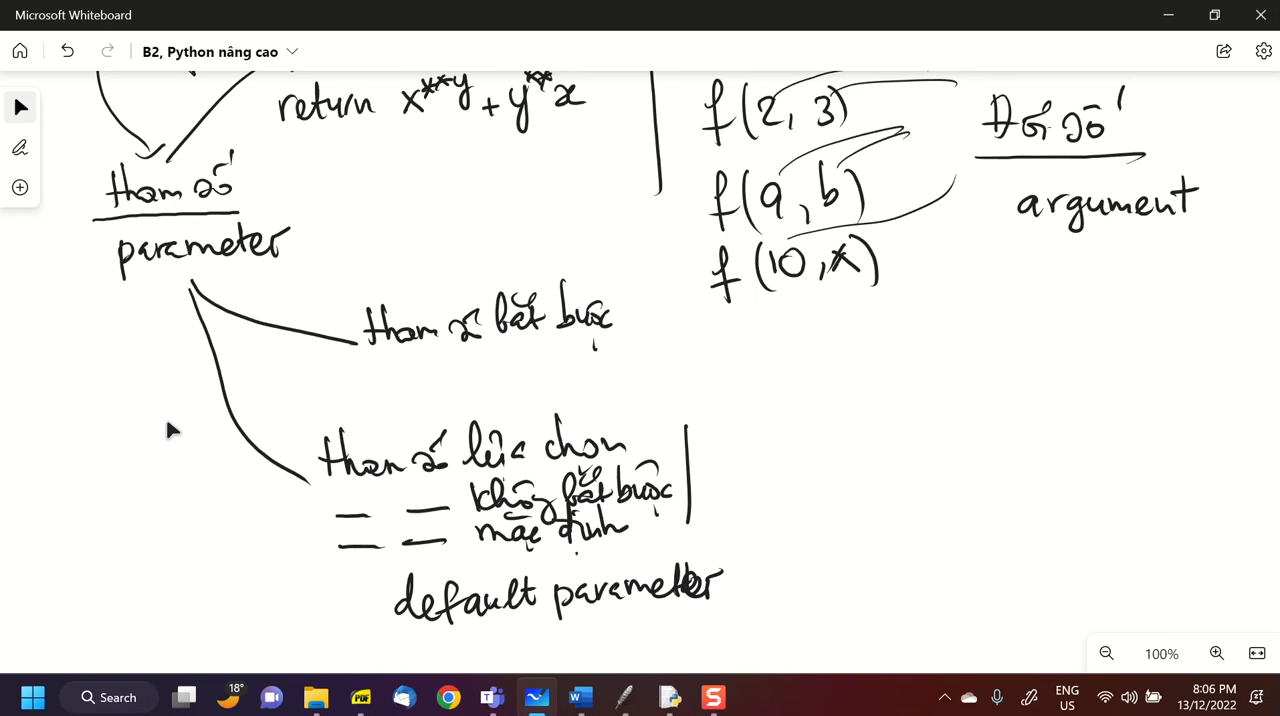 Microsoft Whiteboard
B2, Python nâng cao
return x**y + y**x
tham số
parameter
tham số bắt buộc
tham số lựa chọn
= = không bắt buộc
= = mặc định
default parameter
f(2, 3)
f(a, b)
f(10, x)
Đối số
argument
100%
18°
Search
ENG
US
8:06 PM
13/12/2022